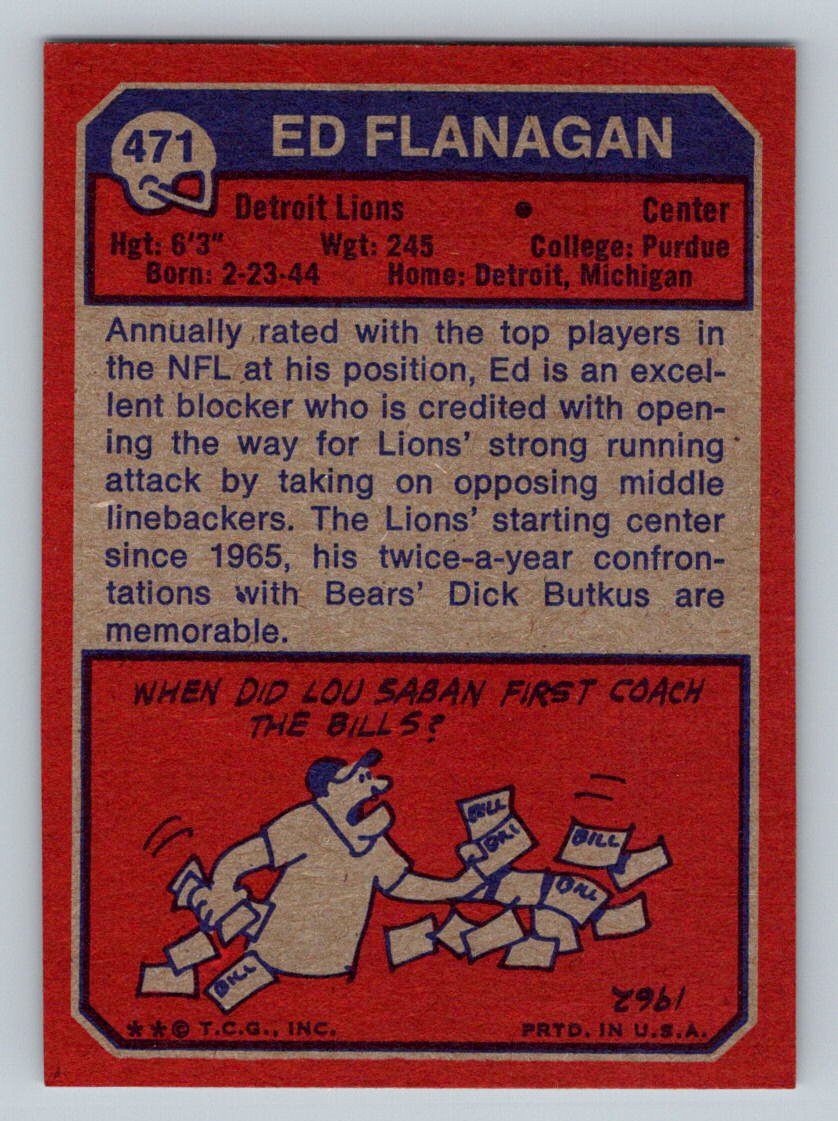 471
ED FLANAGAN
Detroit Lions • Center
Hgt: 6'3" Wgt: 245 College: Purdue
Born: 2-23-44 Home: Detroit, Michigan
Annually rated with the top players in
the NFL at his position, Ed is an excel-
lent blocker who is credited with open-
ing the way for Lions' strong running
attack by taking on opposing middle
linebackers. The Lions' starting center
since 1965, his twice-a-year confron-
tations with Bears' Dick Butkus are
memorable.
WHEN DID LOU SABAN FIRST COACH
THE BILLS?
BILL
BILL
BILL
BILL
BILL
1962
**© T.C.G., INC. PRTD. IN U.S.A.